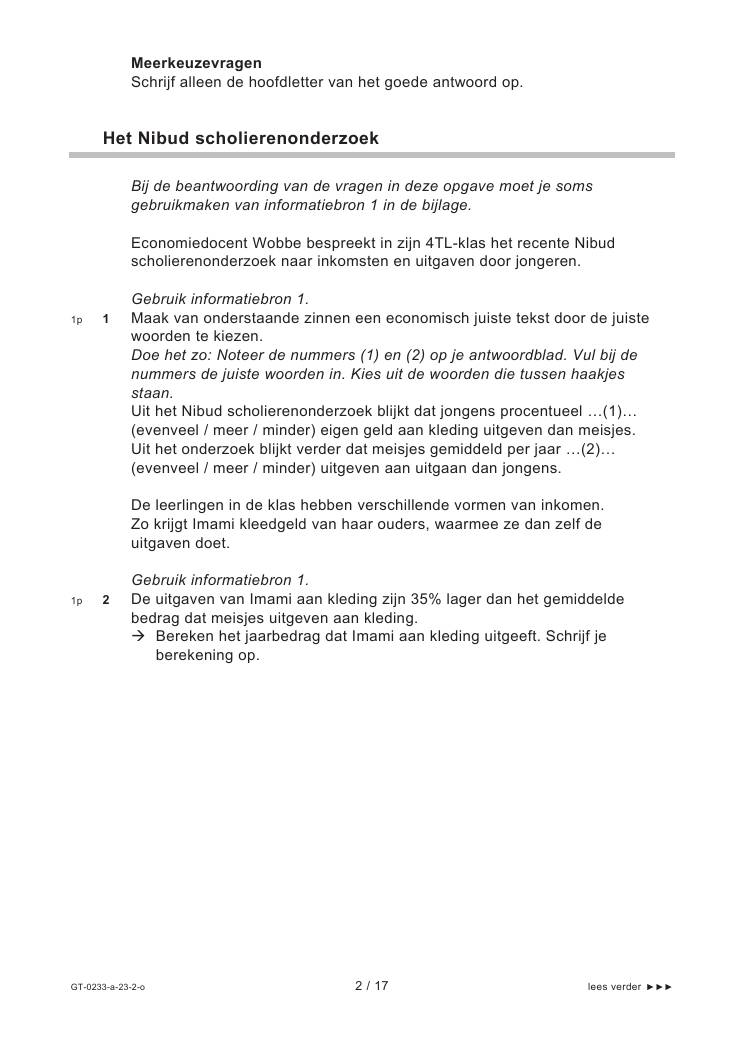 Meerkeuzevragen
Schrijf alleen de hoofdletter van het goede antwoord op.
Het Nibud scholierenonderzoek
Bij de beantwoording van de vragen in deze opgave moet je soms
gebruikmaken van informatiebron 1 in de bijlage.
Economiedocent Wobbe bespreekt in zijn 4TL-klas het recente Nibud
scholierenonderzoek naar inkomsten en uitgaven door jongeren.
Gebruik informatiebron 1.
1p 1 Maak van onderstaande zinnen een economisch juiste tekst door de juiste
woorden te kiezen.
Doe het zo: Noteer de nummers (1) en (2) op je antwoordblad. Vul bij de
nummers de juiste woorden in. Kies uit de woorden die tussen haakjes
staan.
Uit het Nibud scholierenonderzoek blijkt dat jongens procentueel …(1)…
(evenveel / meer / minder) eigen geld aan kleding uitgeven dan meisjes.
Uit het onderzoek blijkt verder dat meisjes gemiddeld per jaar …(2)…
(evenveel / meer / minder) uitgeven aan uitgaan dan jongens.
De leerlingen in de klas hebben verschillende vormen van inkomen.
Zo krijgt Imami kleedgeld van haar ouders, waarmee ze dan zelf de
uitgaven doet.
Gebruik informatiebron 1.
1p 2 De uitgaven van Imami aan kleding zijn 35% lager dan het gemiddelde
bedrag dat meisjes uitgeven aan kleding.
→ Bereken het jaarbedrag dat Imami aan kleding uitgeeft. Schrijf je
berekening op.
GT-0233-a-23-2-o 2 / 17 lees verder ►►►